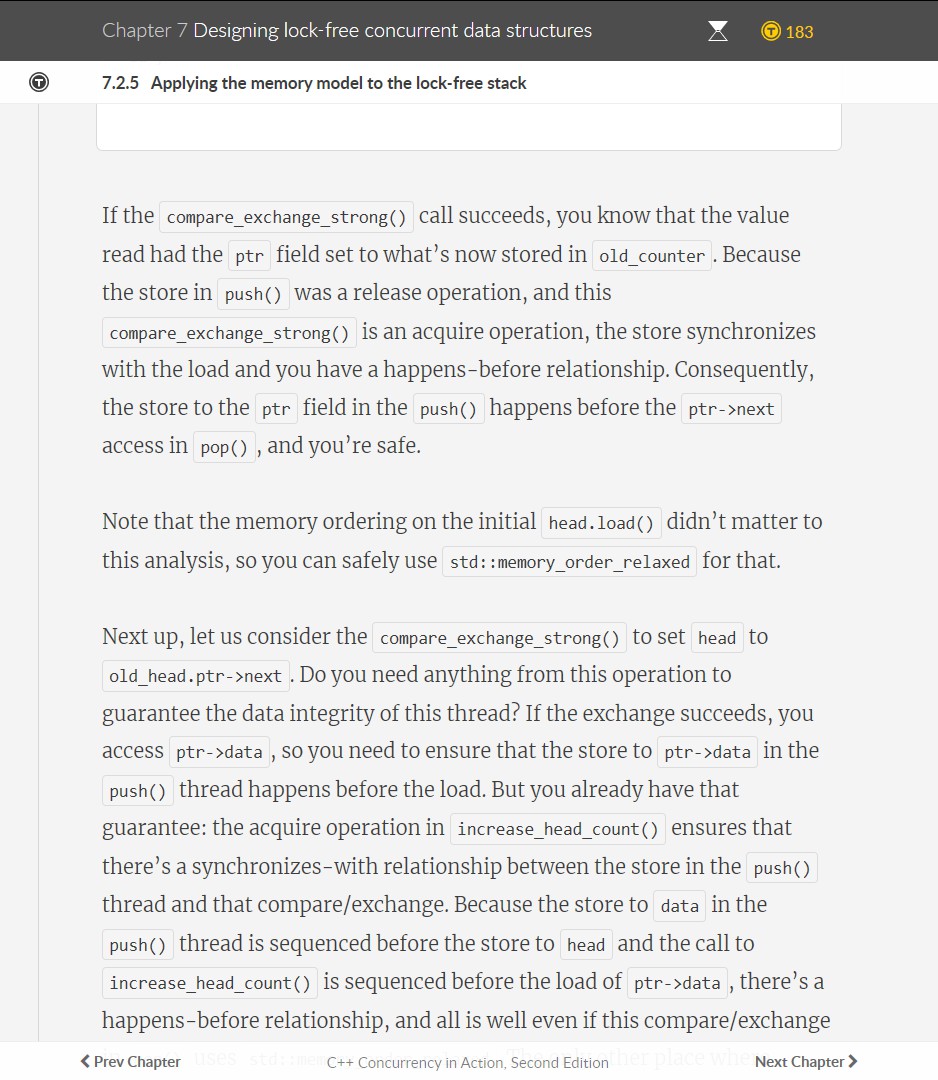 Chapter 7 Designing lock-free concurrent data structures
183
7.2.5 Applying the memory model to the lock-free stack
If the compare_exchange_strong() call succeeds, you know that the value
read had the ptr field set to what’s now stored in old_counter. Because
the store in push() was a release operation, and this
compare_exchange_strong() is an acquire operation, the store synchronizes
with the load and you have a happens-before relationship. Consequently,
the store to the ptr field in the push() happens before the ptr->next
access in pop(), and you’re safe.
Note that the memory ordering on the initial head.load() didn’t matter to
this analysis, so you can safely use std::memory_order_relaxed for that.
Next up, let us consider the compare_exchange_strong() to set head to
old_head.ptr->next. Do you need anything from this operation to
guarantee the data integrity of this thread? If the exchange succeeds, you
access ptr->data, so you need to ensure that the store to ptr->data in the
push() thread happens before the load. But you already have that
guarantee: the acquire operation in increase_head_count() ensures that
there’s a synchronizes-with relationship between the store in the push()
thread and that compare/exchange. Because the store to data in the
push() thread is sequenced before the store to head and the call to
increase_head_count() is sequenced before the load of ptr->data, there’s a
happens-before relationship, and all is well even if this compare/exchange
Prev Chapter C++ Concurrency in Action, Second Edition Next Chapter